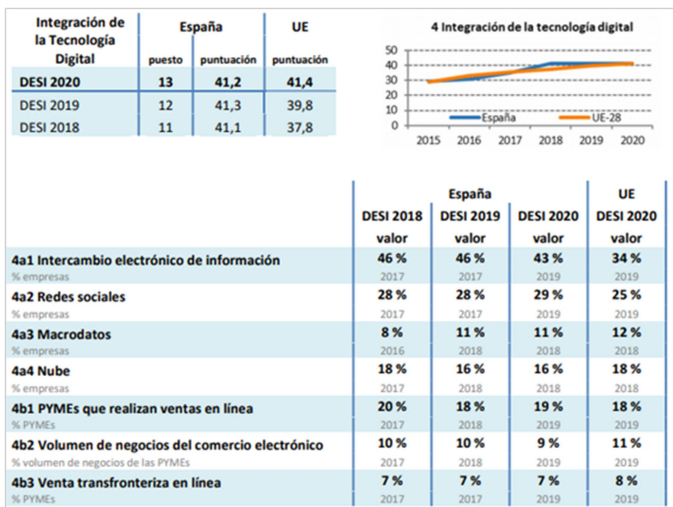 Integración de la Tecnología Digital España UE
puesto puntuación puntuación
DESI 2020 13 41,2 41,4
DESI 2019 12 41,3 39,8
DESI 2018 11 41,1 37,8
4 Integración de la tecnología digital
50
40
30
20
10
0
España UE-28
2015 2016 2017 2018 2019 2020
España UE
DESI 2018 DESI 2019 DESI 2020 DESI 2020
valor valor valor valor
4a1 Intercambio electrónico de información 46 % 46 % 43 % 34 %
% empresas 2017 2017 2019 2019
4a2 Redes sociales 28 % 28 % 29 % 25 %
% empresas 2017 2017 2019 2019
4a3 Macrodatos 8 % 11 % 11 % 12 %
% empresas 2016 2018 2018 2018
4a4 Nube 18 % 16 % 16 % 18 %
% empresas 2017 2018 2018 2018
4b1 PYMEs que realizan ventas en línea 20 % 18 % 19 % 18 %
% PYMEs 2017 2018 2019 2019
4b2 Volumen de negocios del comercio electrónico 10 % 10 % 9 % 11 %
% volumen de negocios de las PYMEs 2017 2018 2019 2019
4b3 Venta transfronteriza en línea 7 % 7 % 7 % 8 %
% PYMEs 2017 2017 2019 2019